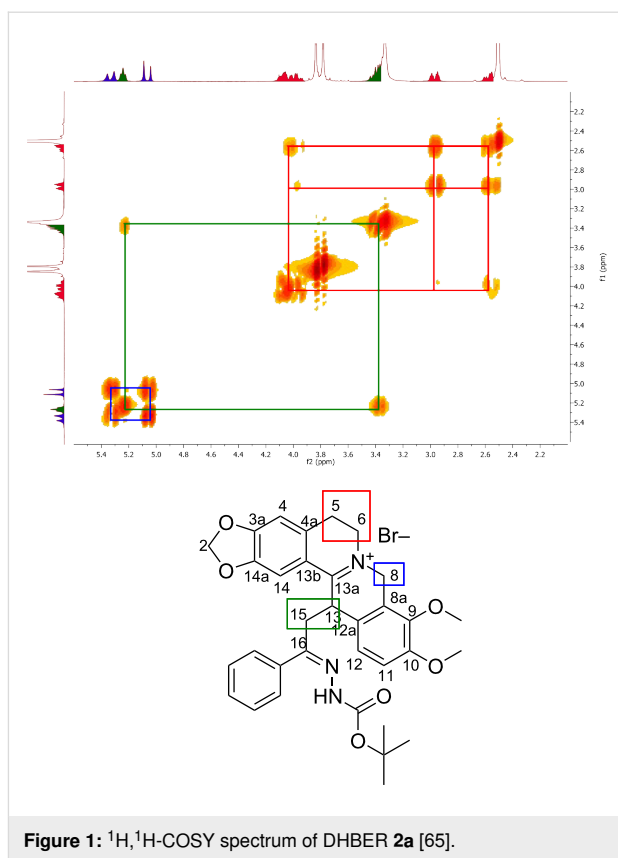 2.2
2.4
2.6
2.8
3.0
3.2
3.4
3.6
3.8
4.0
4.2
4.4
4.6
4.8
5.0
5.2
5.4
f1 (ppm)
5.4 5.2 5.0 4.8 4.6 4.4 4.2 4.0 3.8 3.6 3.4 3.2 3.0 2.8 2.6 2.4 2.2
f2 (ppm)
4 5
O 3a 4a 6 Br–
2 N+
O 14a 13b 13a 8
14 8a
15 13 9 O
12a
16 12 10 O
N 11
HN O
O
Figure 1: ¹H,¹H-COSY spectrum of DHBER 2a [65].